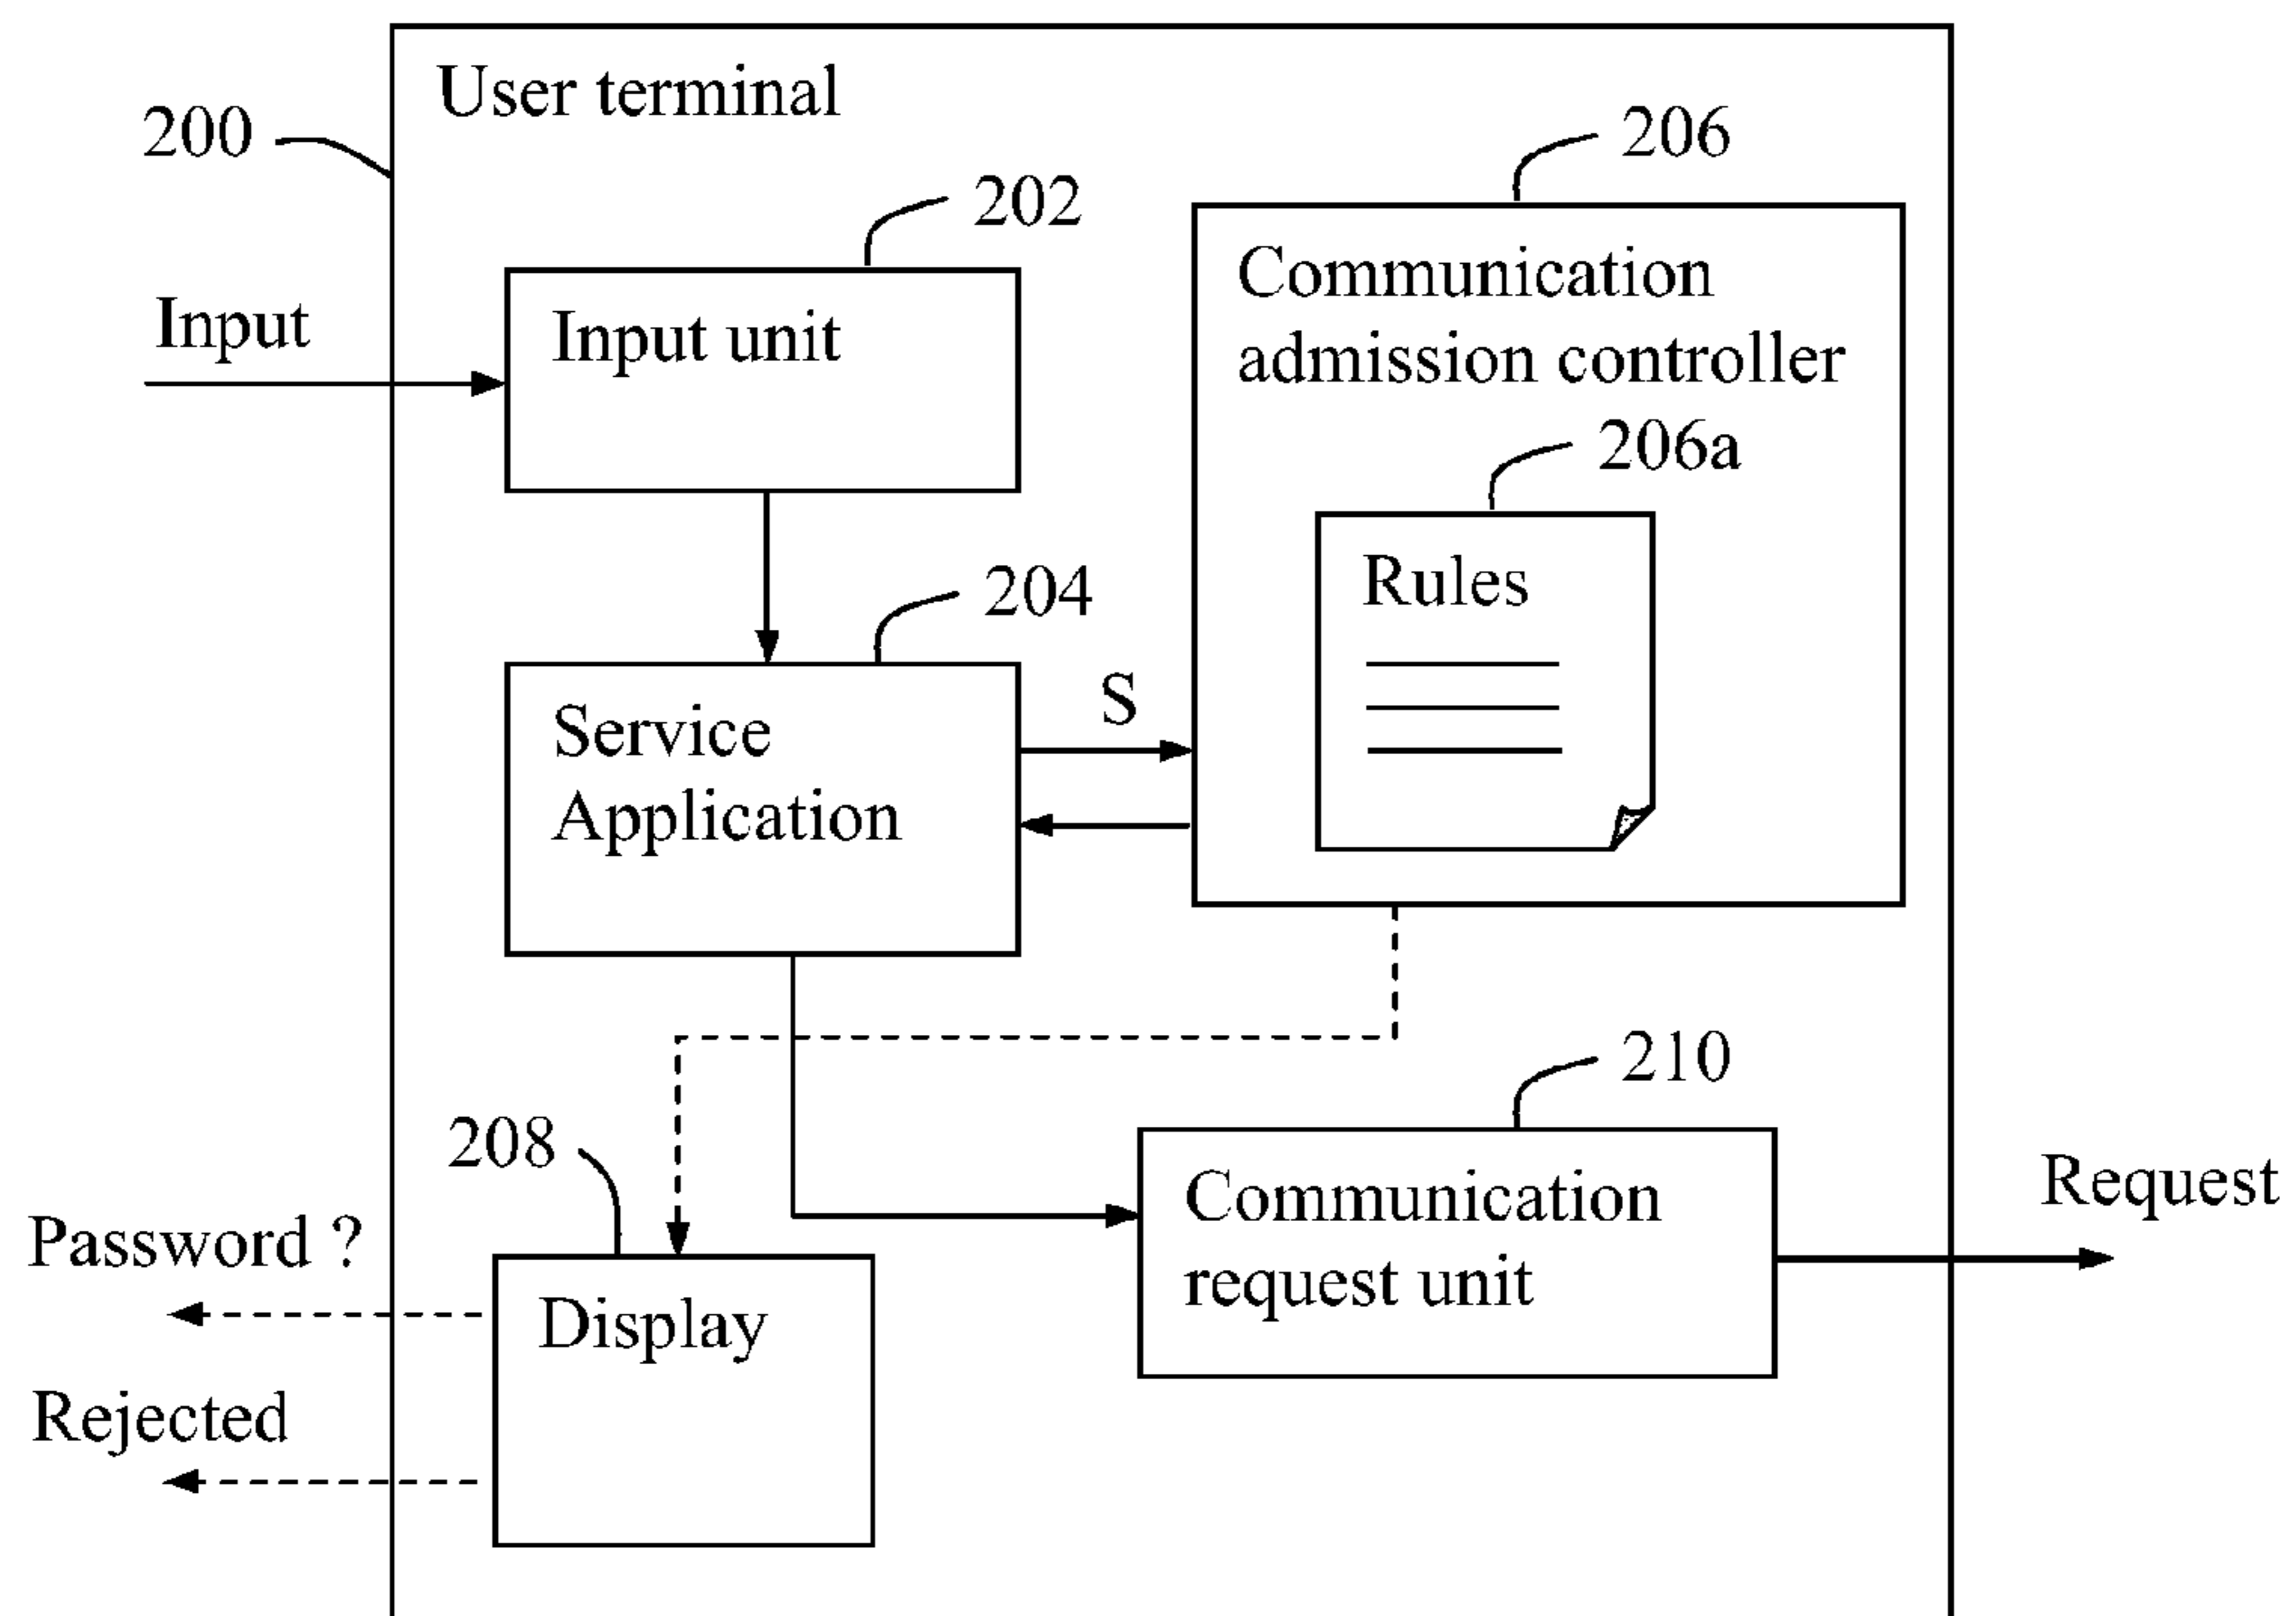 User terminal
200
206
202
Communication
admission controller
Input
Input unit
206a
Rules
204
S
Service
Application
210
208
Communication
request unit
Request
Password ?
Display
Rejected